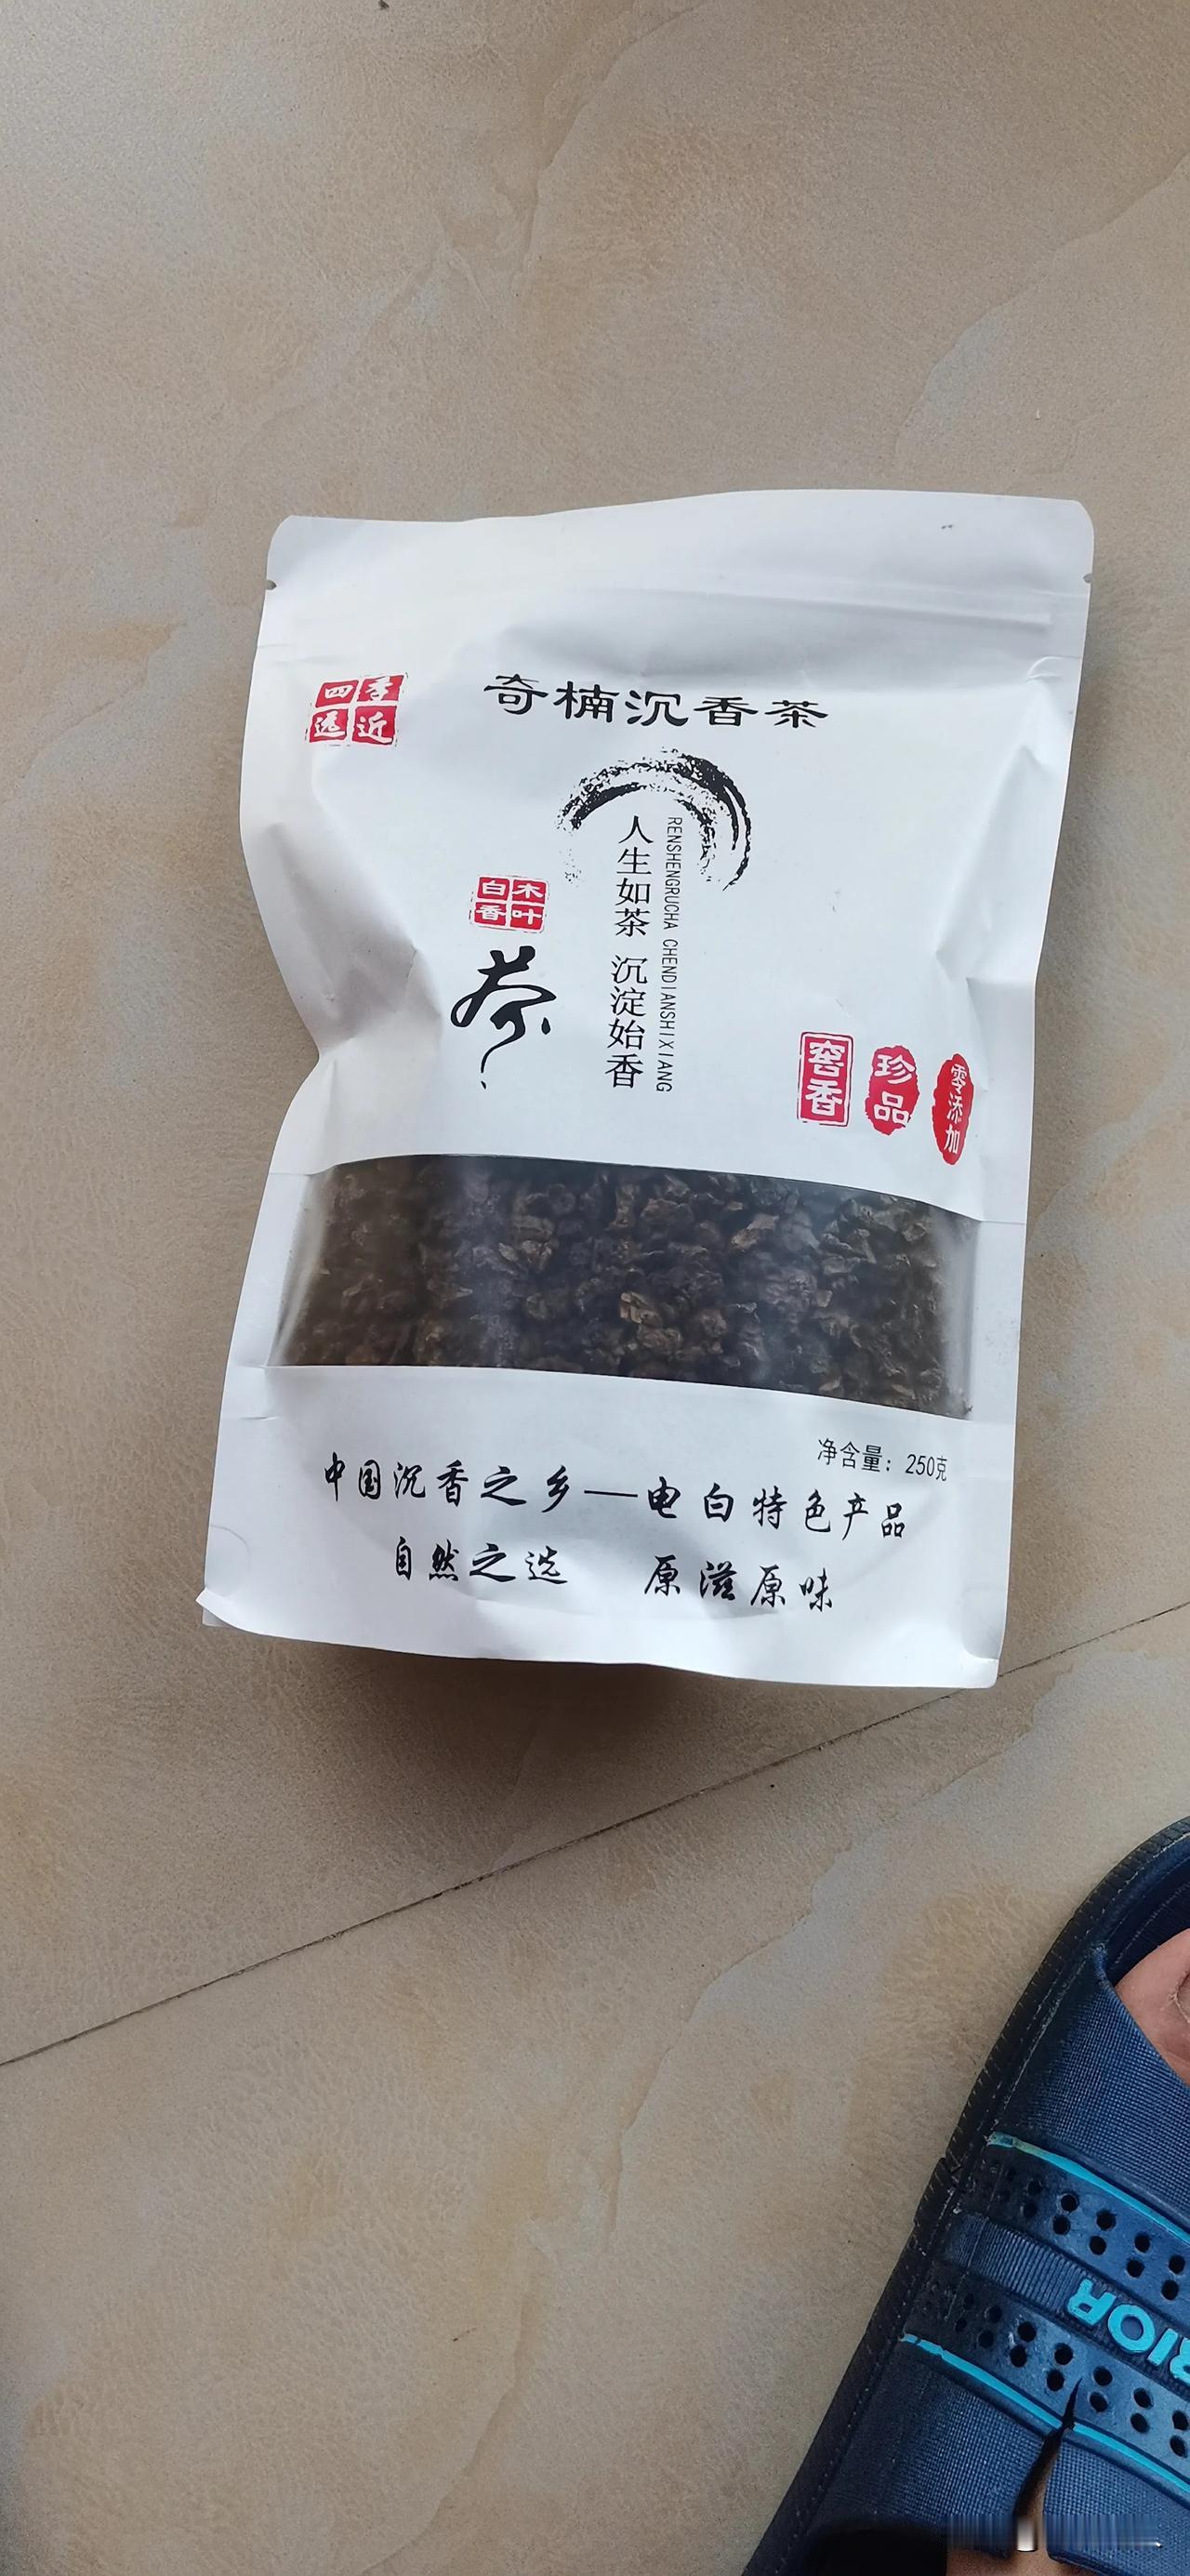 四季
远近
奇楠沉香茶
人生如茶 沉淀始香
RENSHENGRUCHA CHENDIANSHIXIANG
白木
香叶
茶
窖香
珍品
零添加
净含量：250克
中国沉香之乡——电白特色产品
自然之选 原滋原味
RIOR